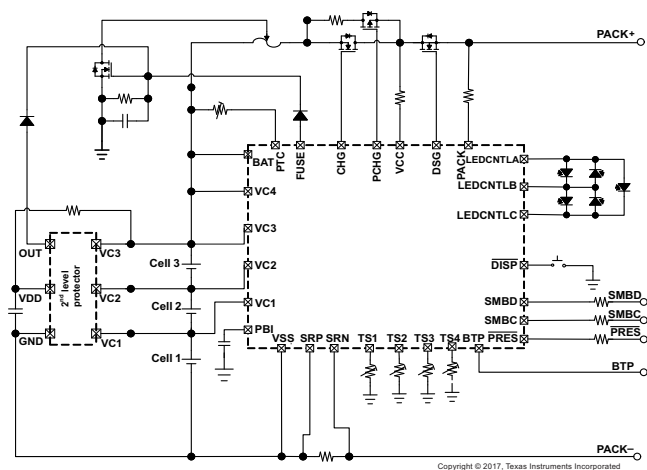 PACK+
BAT
PTC
FUSE
CHG
PCHG
VCC
DSG
PACK
LEDCNTLA
LEDCNTLB
LEDCNTLC
VC4
VC3
VC2
VC1
PBI
DISP
SMBD
SMBC
PRES
VSS
SRP
SRN
TS1
TS2
TS3
TS4
BTP
SMBD
SMBC
PRES
BTP
OUT
VDD
GND
2nd level
protector
VC3
VC2
VC1
Cell 3
Cell 2
Cell 1
PACK–
Copyright © 2017, Texas Instruments Incorporated